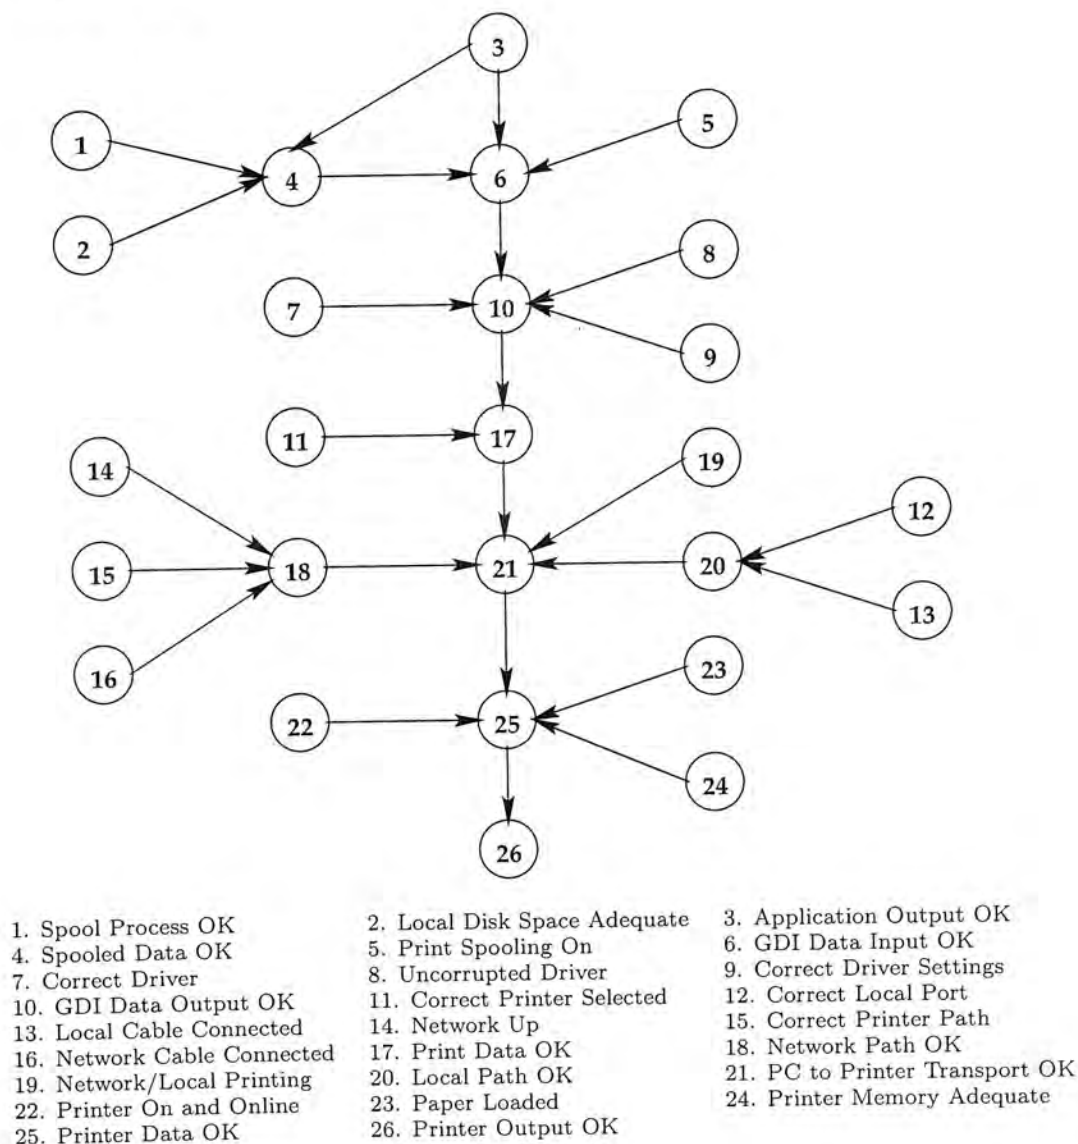 3
1
5
4
6
2
8
7
10
9
11
17
19
14
12
15
18
21
20
13
16
23
22
25
24
26
1. Spool Process OK
2. Local Disk Space Adequate
3. Application Output OK
4. Spooled Data OK
5. Print Spooling On
6. GDI Data Input OK
7. Correct Driver
8. Uncorrupted Driver
9. Correct Driver Settings
10. GDI Data Output OK
11. Correct Printer Selected
12. Correct Local Port
13. Local Cable Connected
14. Network Up
15. Correct Printer Path
16. Network Cable Connected
17. Print Data OK
18. Network Path OK
19. Network/Local Printing
20. Local Path OK
21. PC to Printer Transport OK
22. Printer On and Online
23. Paper Loaded
24. Printer Memory Adequate
25. Printer Data OK
26. Printer Output OK